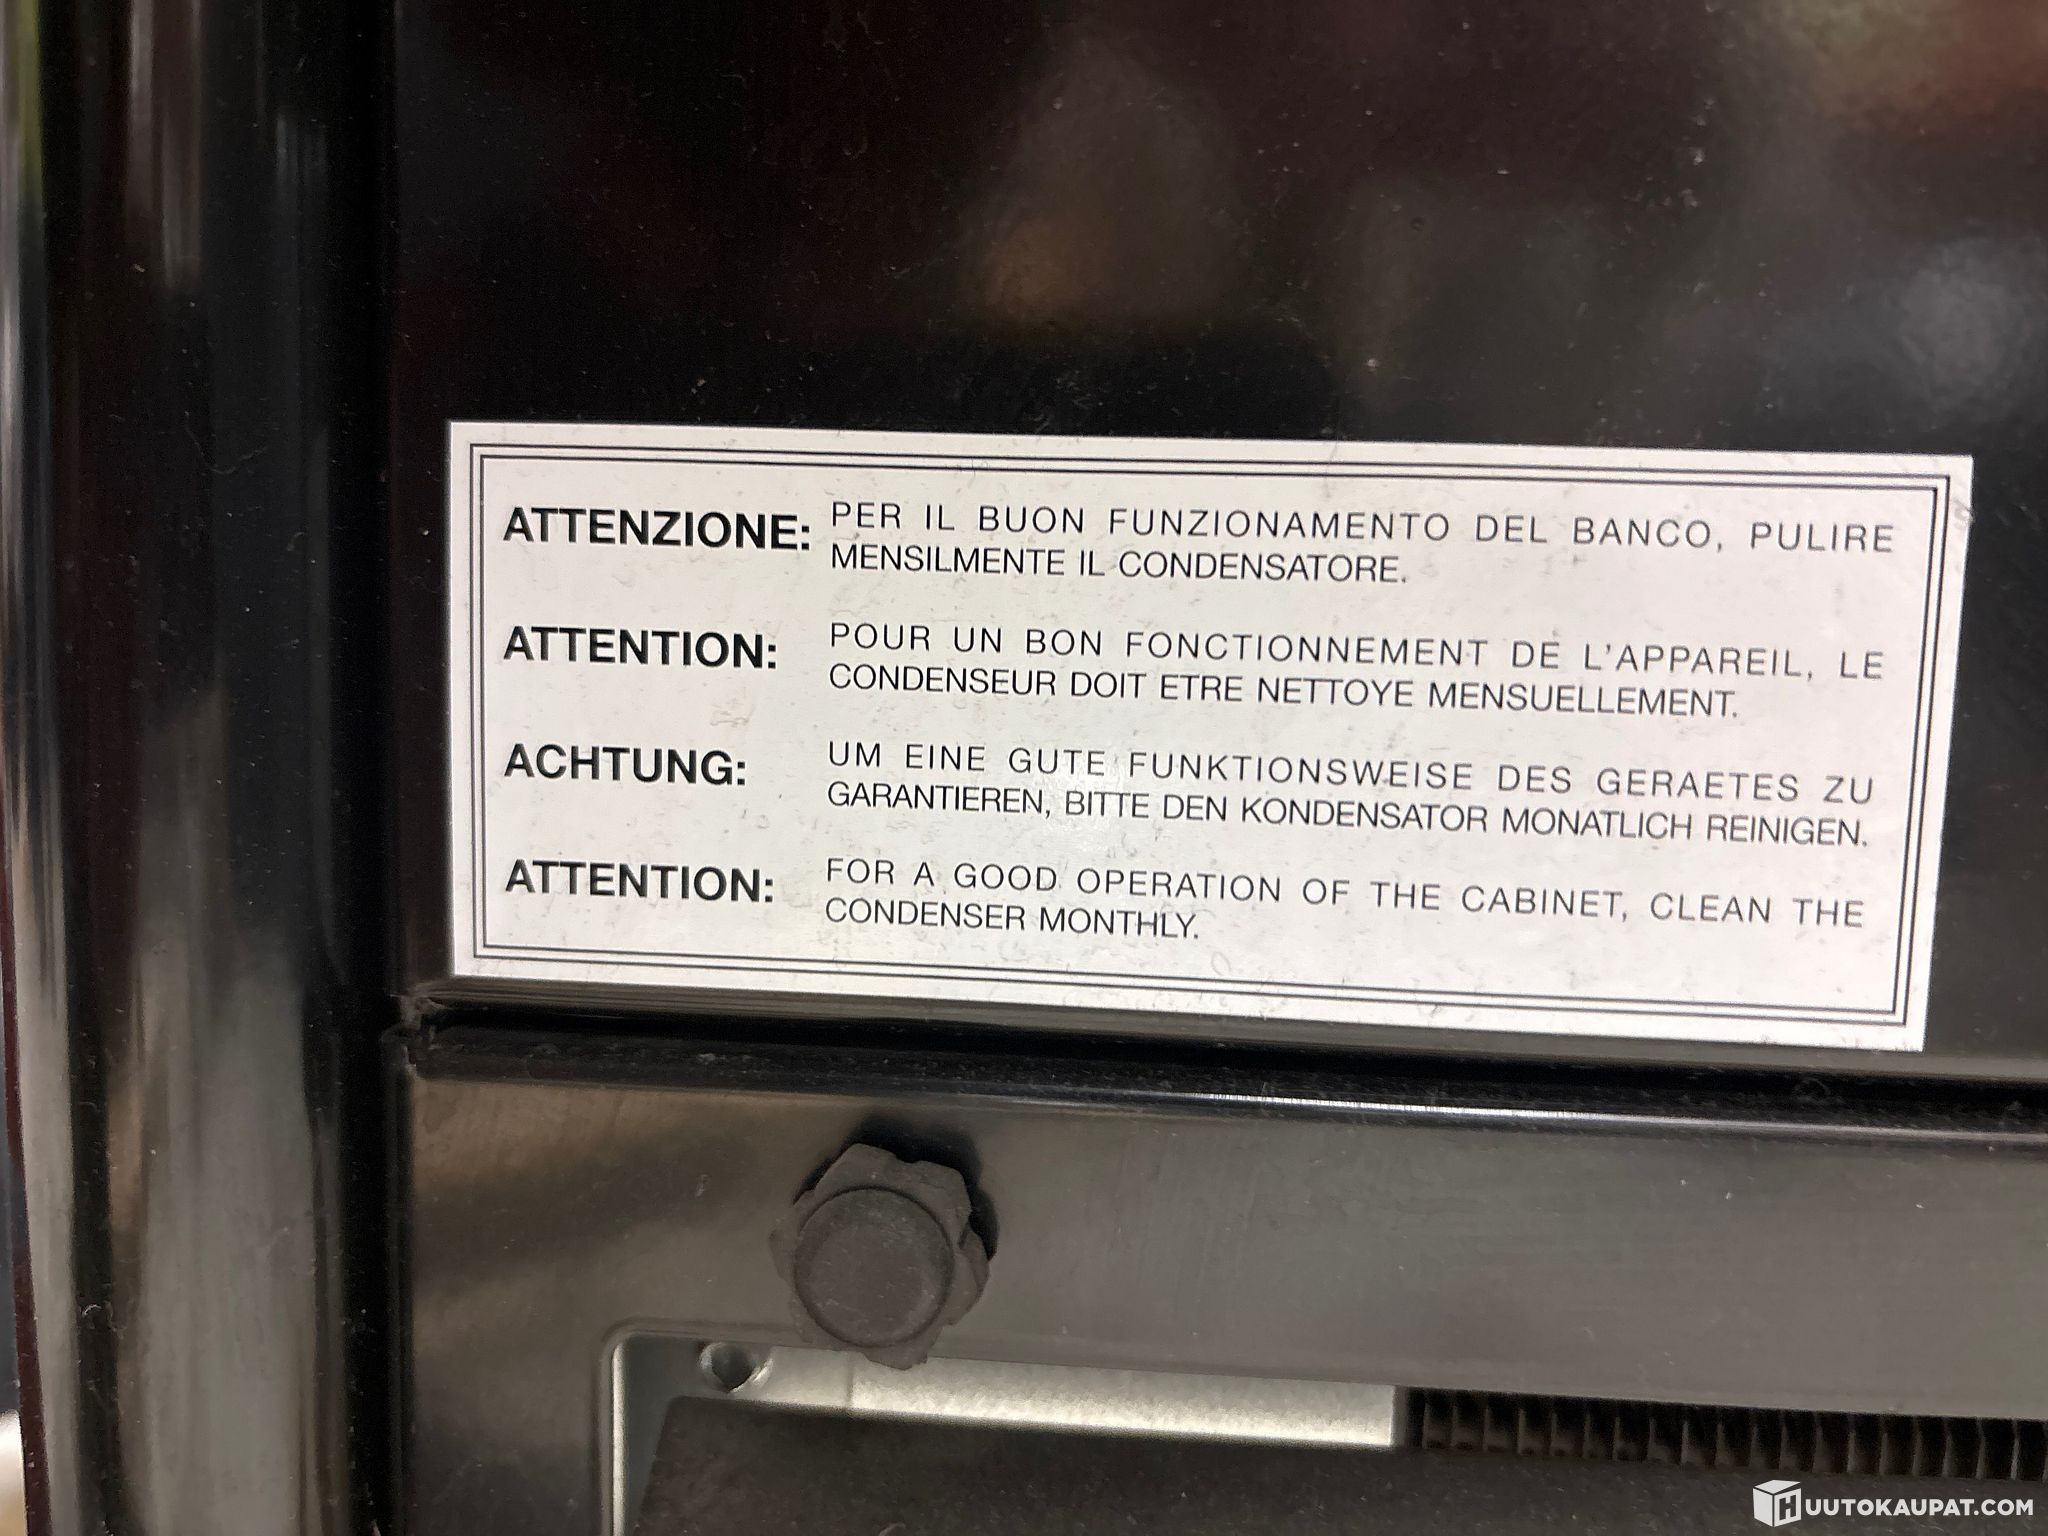 ATTENZIONE: PER IL BUON FUNZIONAMENTO DEL BANCO, PULIRE
MENSILMENTE IL CONDENSATORE.
ATTENTION: POUR UN BON FONCTIONNEMENT DE L'APPAREIL, LE
CONDENSEUR DOIT ETRE NETTOYE MENSUELLEMENT.
ACHTUNG: UM EINE GUTE FUNKTIONSWEISE DES GERAETES ZU
GARANTIEREN, BITTE DEN KONDENSATOR MONATLICH REINIGEN.
ATTENTION: FOR A GOOD OPERATION OF THE CABINET, CLEAN THE
CONDENSER MONTHLY.
HUUTOKAUPAT.COM